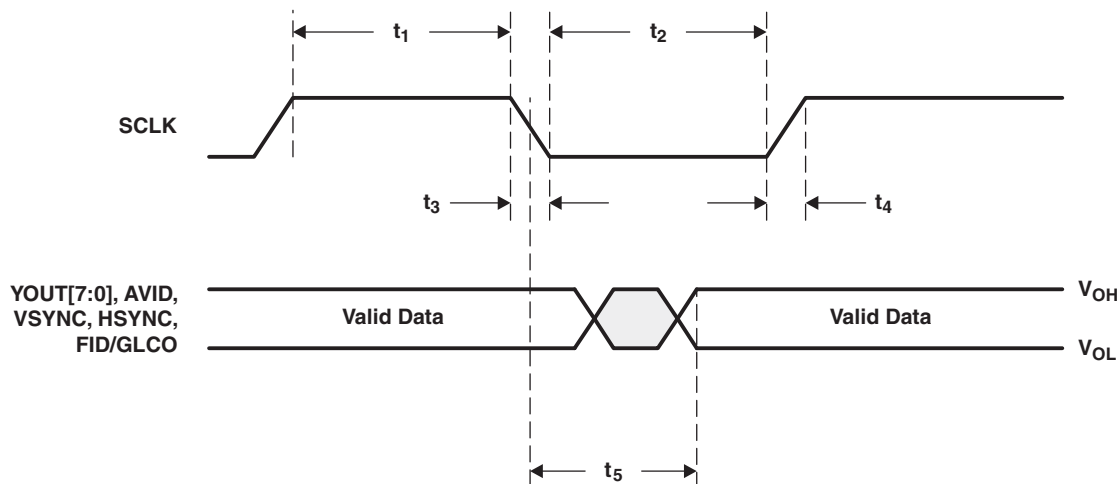 t1
t2
SCLK
t3
t4
YOUT[7:0], AVID,
VSYNC, HSYNC,
FID/GLCO
Valid Data
Valid Data
VOH
VOL
t5